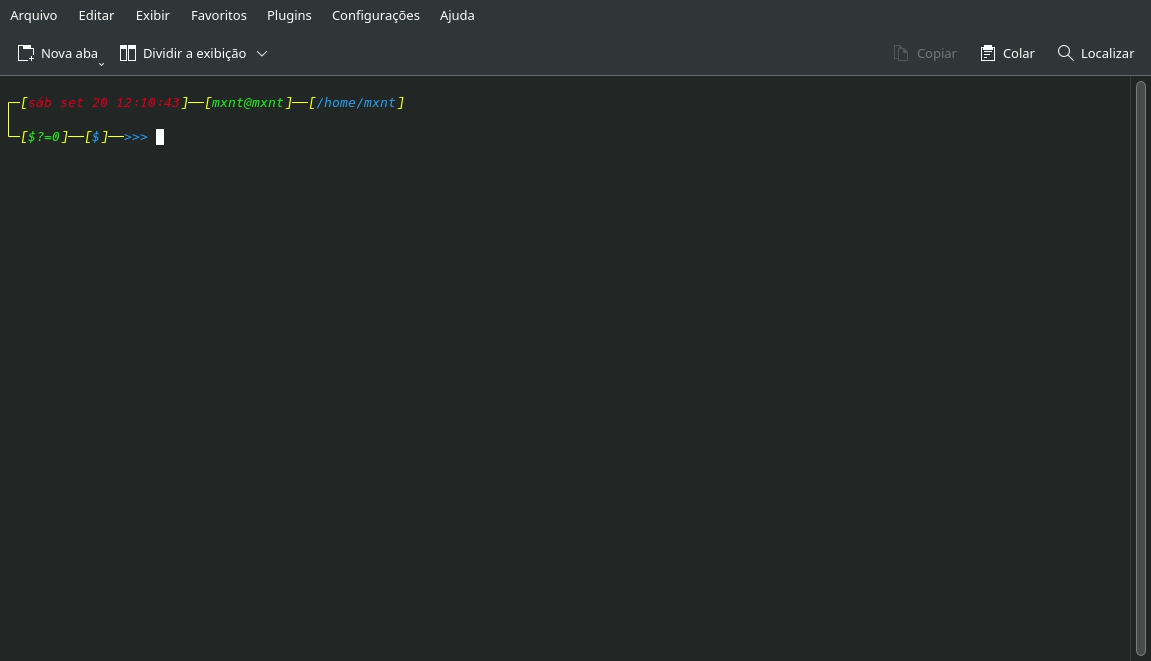 Arquivo Editar Exibir Favoritos Plugins Configurações Ajuda
Nova aba Dividir a exibição Copiar Colar Localizar
┌─[sáb set 20 12:10:43]──[mxnt@mxnt]──[/home/mxnt]
└─[$?=0]──[$]──>>>